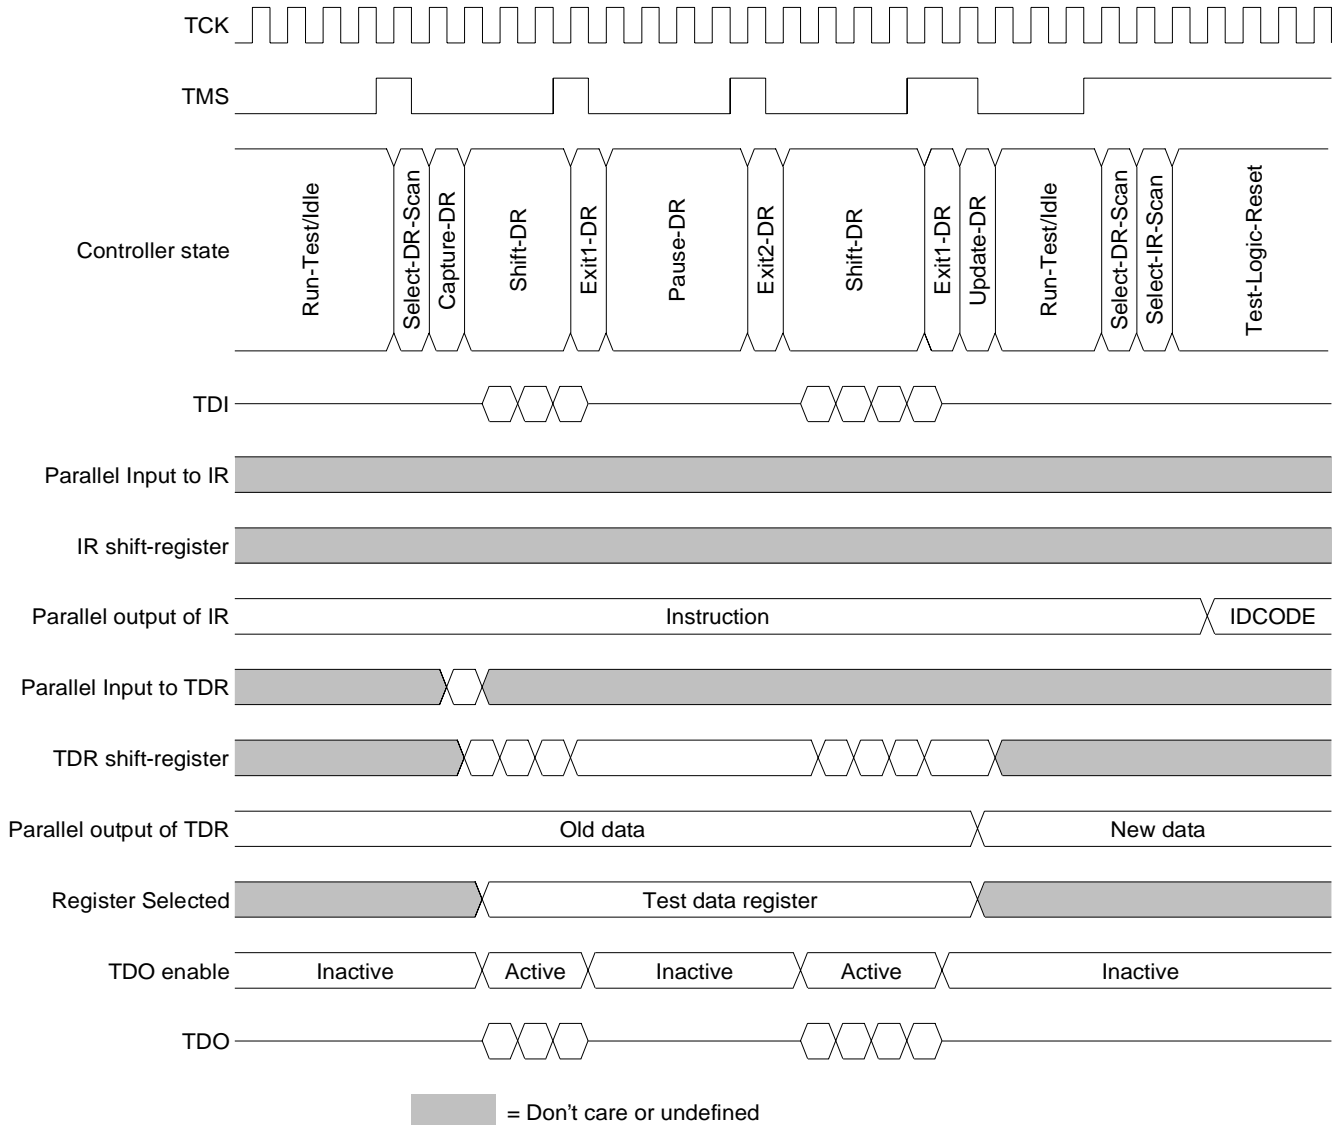 TCK
TMS
Controller state
Run-Test/Idle
Select-DR-Scan
Capture-DR
Shift-DR
Exit1-DR
Pause-DR
Exit2-DR
Shift-DR
Exit1-DR
Update-DR
Run-Test/Idle
Select-DR-Scan
Select-IR-Scan
Test-Logic-Reset
TDI
Parallel Input to IR
IR shift-register
Parallel output of IR
Instruction
IDCODE
Parallel Input to TDR
TDR shift-register
Parallel output of TDR
Old data
New data
Register Selected
Test data register
TDO enable
Inactive
Active
Inactive
Active
Inactive
TDO
= Don't care or undefined